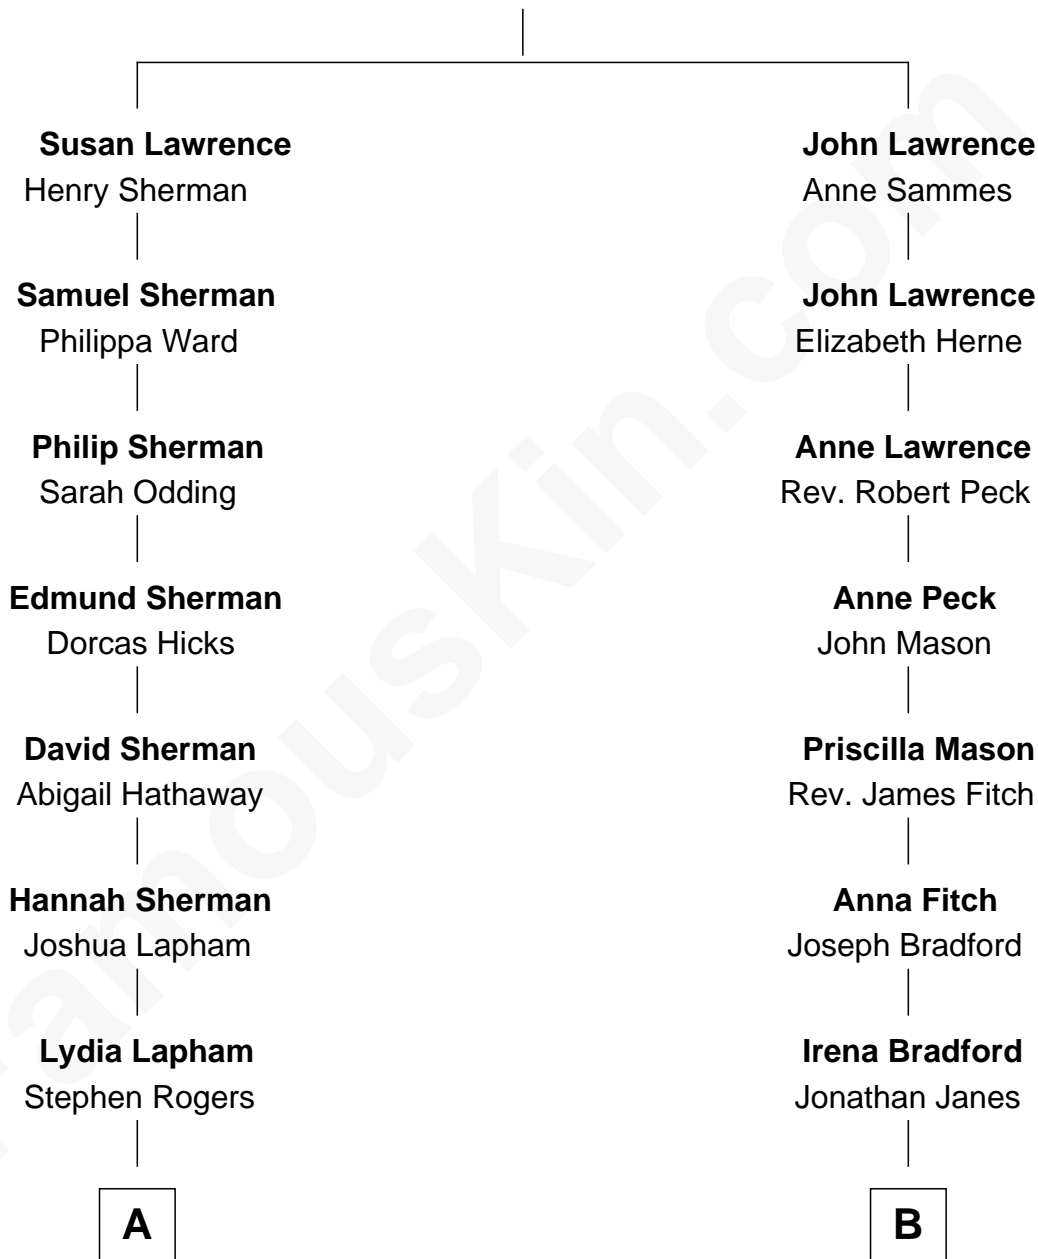 Susan Lawrence
Henry Sherman
John Lawrence
Anne Sammes
Samuel Sherman
Philippa Ward
John Lawrence
Elizabeth Herne
Philip Sherman
Sarah Odding
Anne Lawrence
Rev. Robert Peck
Edmund Sherman
Dorcas Hicks
Anne Peck
John Mason
David Sherman
Abigail Hathaway
Priscilla Mason
Rev. James Fitch
Hannah Sherman
Joshua Lapham
Anna Fitch
Joseph Bradford
Lydia Lapham
Stephen Rogers
Irena Bradford
Jonathan Janes
A
B
FamousKin.com